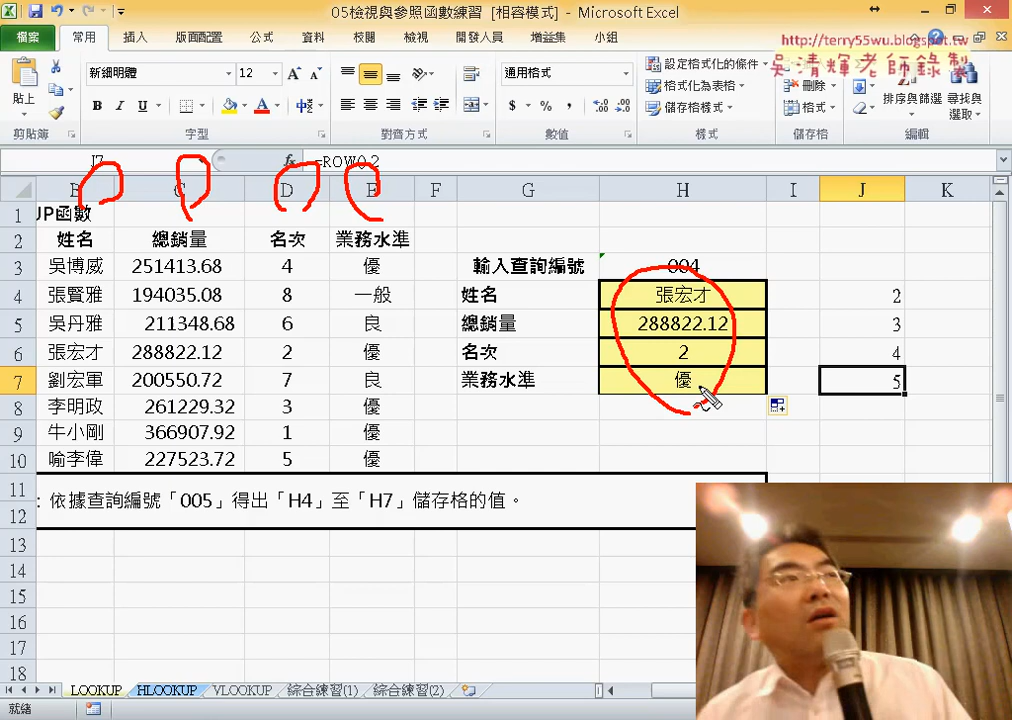 05檢視與參照函數練習 [相容模式] - Microsoft Excel
檔案 常用 插入 版面配置 公式 資料 校閱 檢視 開發人員 增益集 小組
http://terry55wu.blogspot.tw
吳清輝老師錄製
貼上 新細明體 12 通用格式 設定格式化的條件
格式化為表格 刪除 排序與篩選 尋找與
B I U $ % 儲存格樣式 格式 選取
剪貼簿 字型 對齊方式 數值 樣式 儲存格 編輯
J7 fx =ROW()-2
B C D E F G H I J K
1 UP函數
2 姓名 總銷量 名次 業務水準
3 吳博威 251413.68 4 優 輸入查詢編號 004
4 張賢雅 194035.08 8 一般 姓名 張宏才 2
5 吳丹雅 211348.68 6 良 總銷量 288822.12 3
6 張宏才 288822.12 2 優 名次 2 4
7 劉宏軍 200550.72 7 良 業務水準 優 5
8 李明政 261229.32 3 優
9 牛小剛 366907.92 1 優
10 喻李偉 227523.72 5 優
11
: 依據查詢編號「005」得出「H4」至「H7」儲存格的值。
12
13
14
15
16
17
18
LOOKUP HLOOKUP VLOOKUP 綜合練習(1) 綜合練習(2)
就緒